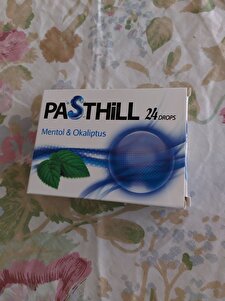 PASTHiLL 24 DROPS
Mentol & Okaliptus